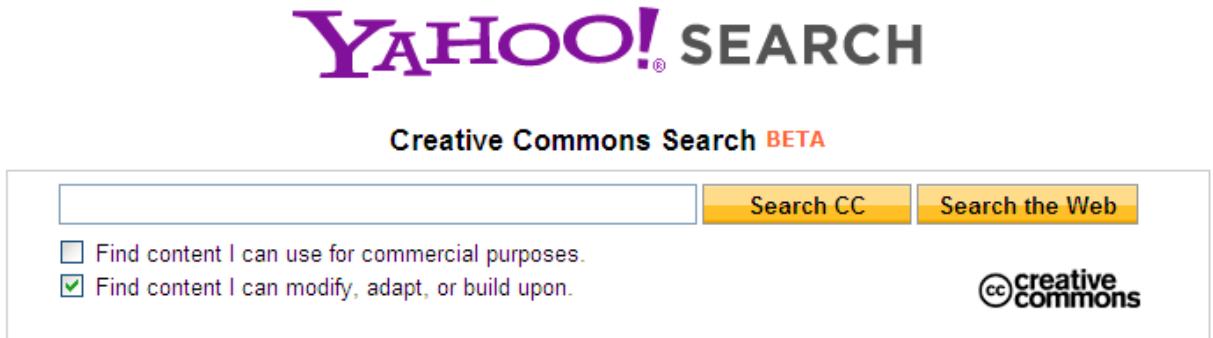 YAHOO!® SEARCH
Creative Commons Search BETA
Search CC Search the Web
Find content I can use for commercial purposes.
Find content I can modify, adapt, or build upon.
cc creative commons